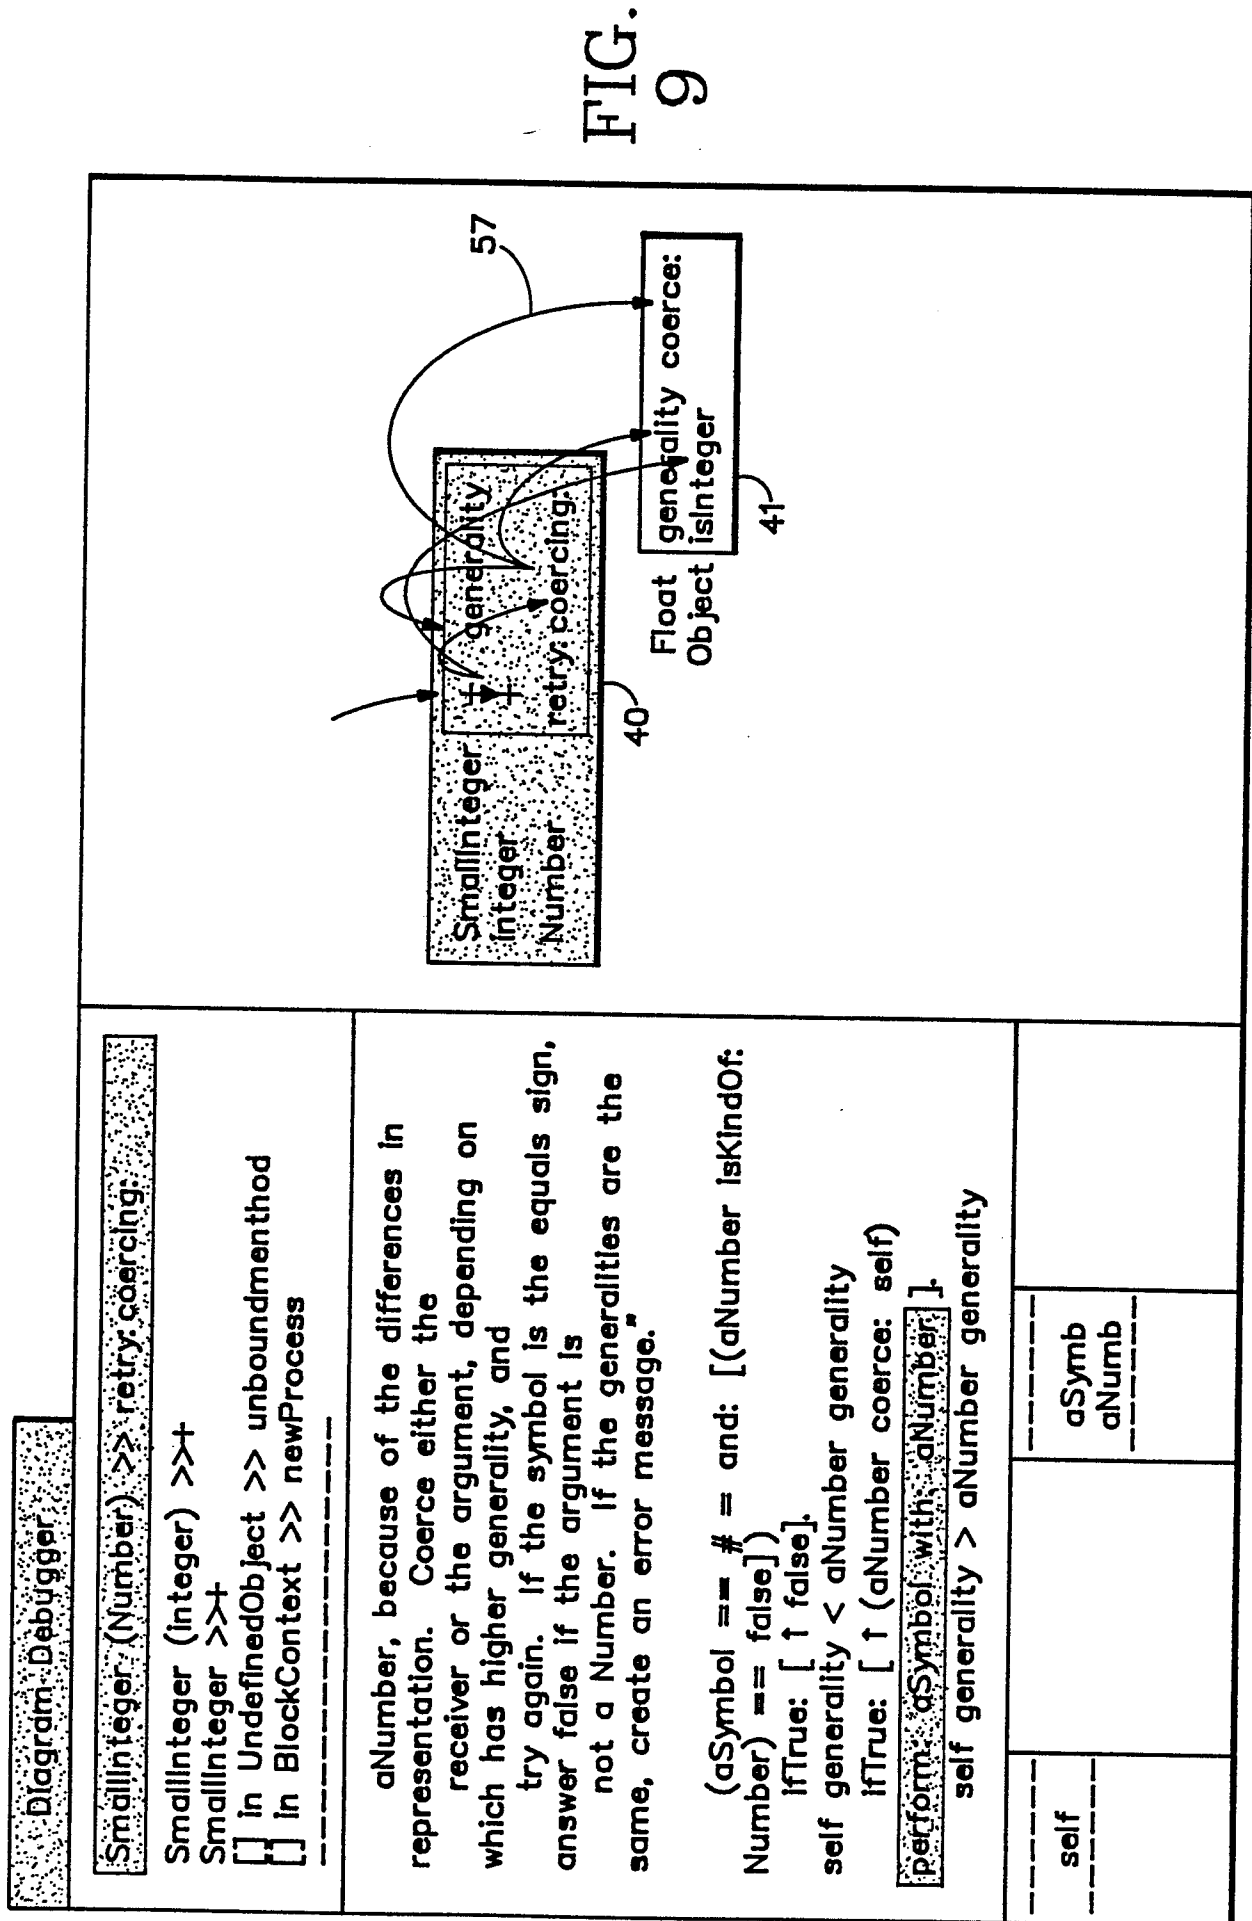 Diagram Debugger
SmallInteger (Number) >> retry: coercing:
SmallInteger (integer) >>+
SmallInteger >>+
[] in UndefinedObject >> unboundmenthod
[] in BlockContext >> newProcess
aNumber, because of the differences in
representation. Coerce either the
receiver or the argument, depending on
which has higher generality, and
try again. If the symbol is the equals sign,
answer false if the argument is
not a Number. If the generalities are the
same, create an error message."
(aSymbol == # = and: [(aNumber isKindOf:
Number) == false])
ifTrue: [ ↑ false].
self generality < aNumber generality
ifTrue: [ ↑ (aNumber coerce: self)
perform: aSymbol with: aNumber ].
self generality > aNumber generality
self
aSymb
aNumb
SmallInteger + generality
integer +
Number retry: coercing:
40
Float generality coerce:
Object isInteger
41
57
FIG.
9